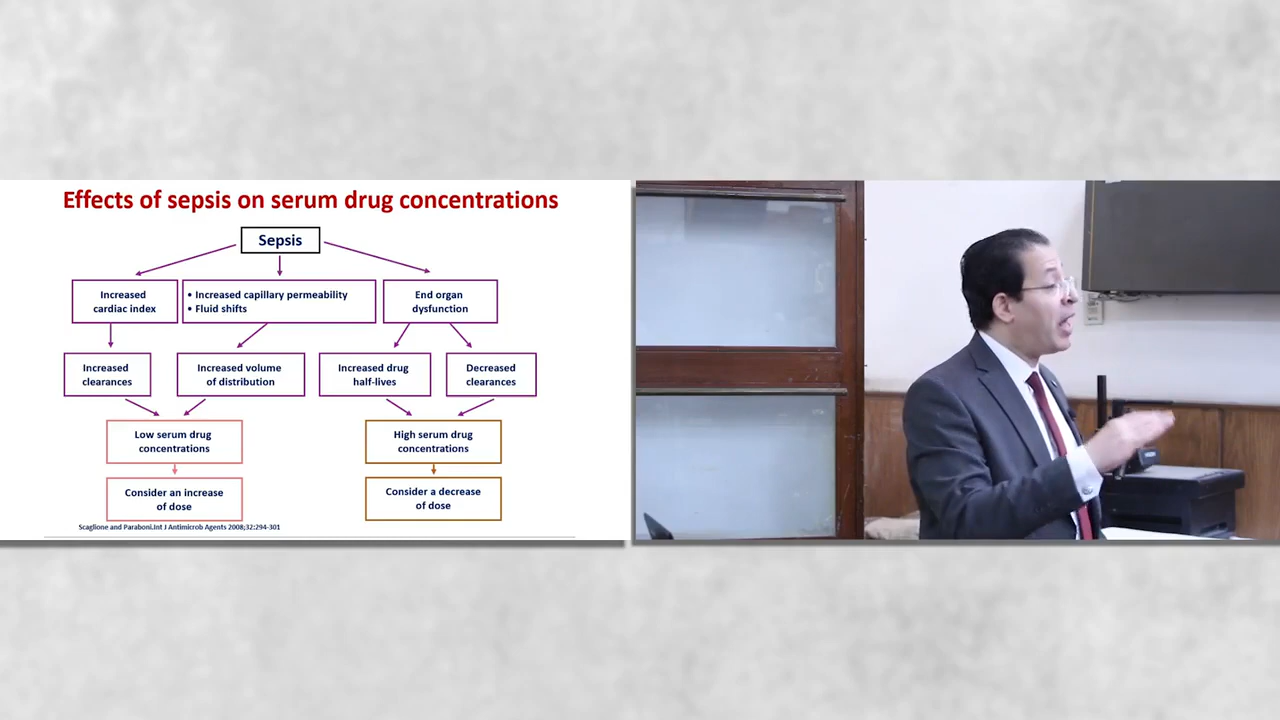 Effects of sepsis on serum drug concentrations
Sepsis
Increased
cardiac index
• Increased capillary permeability
• Fluid shifts
End organ
dysfunction
Increased
clearances
Increased volume
of distribution
Increased drug
half-lives
Decreased
clearances
Low serum drug
concentrations
High serum drug
concentrations
Consider an increase
of dose
Consider a decrease
of dose
Scaglione and Paraboni.Int J Antimicrob Agents 2008;32:294-301